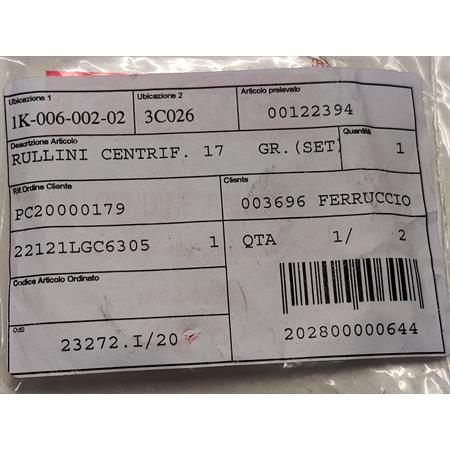 Ubicazione 1 Ubicazione 2 Articolo prelevato
1K-006-002-02 3C026 00122394
Descrizione Articolo Quantità
RULLINI CENTRIF. 17 GR.(SET) 1
Rif.Ordine Cliente Cliente
PC20000179 003696 FERRUCCIO
22121LGC6305 1 QTA 1/ 2
Codice Articolo Ordinato
Odl
23272.I/20 202800000644